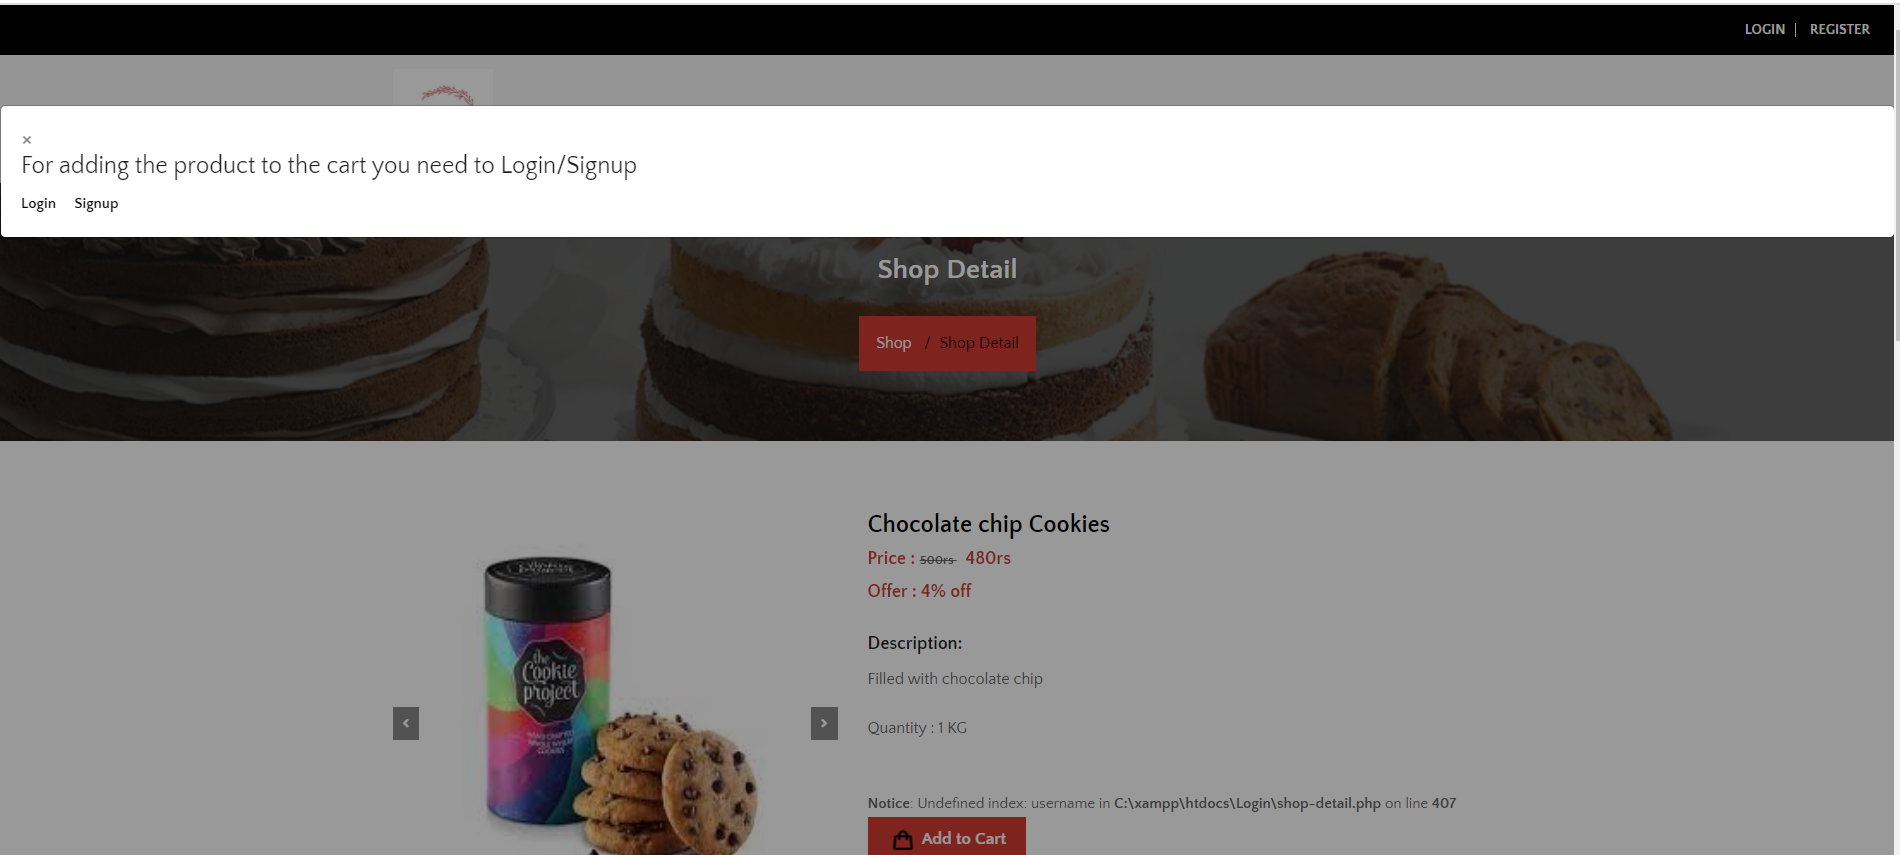 LOGIN | REGISTER
×
For adding the product to the cart you need to Login/Signup
Login Signup
Shop Detail
Shop / Shop Detail
Chocolate chip Cookies
Price : 500rs 480rs
Offer : 4% off
Description:
Filled with chocolate chip
the
Cookie
project
Quantity : 1 KG
Notice: Undefined index: username in C:\xampp\htdocs\Login\shop-detail.php on line 407
Add to Cart